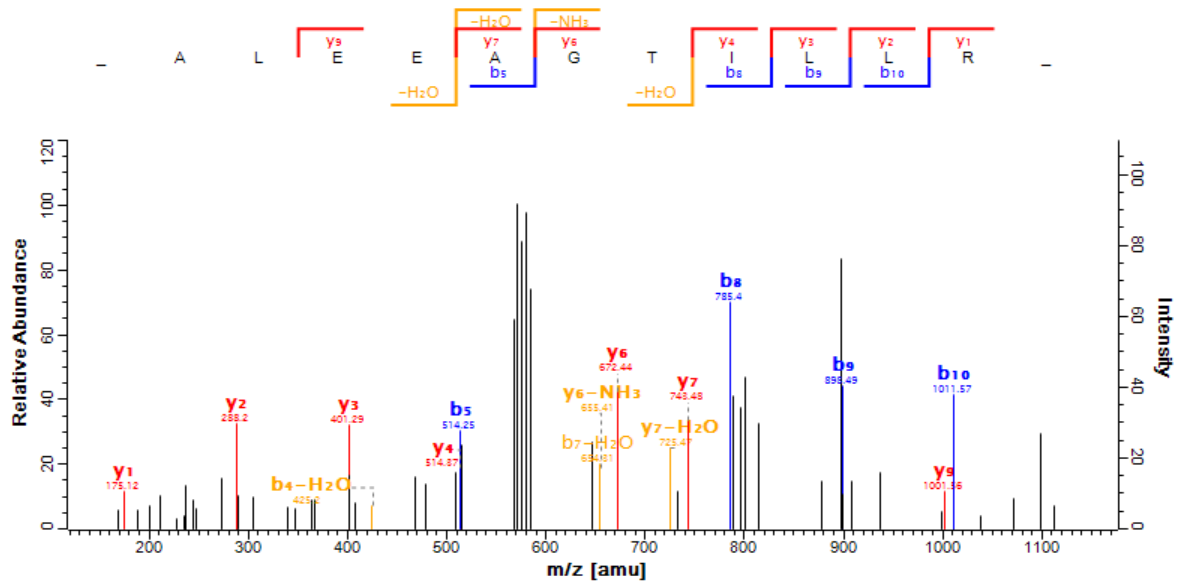 –H₂O –NH₃
y₉ y₇ y₆ y₄ y₃ y₂ y₁
_ A L E E A G T I L L R _
b₅ b₈ b₉ b₁₀
–H₂O –H₂O
120 100 80 60 40 20 0
Relative Abundance
y₁
175.12
y₂
288.2
b₄–H₂O
425.2
y₃
401.29
y₄
514.87
b₅
514.25
y₆–NH₃
655.41
b₇–H₂O
y₆
672.44
y₇–H₂O
725.47
y₇
743.48
b₈
785.4
b₉
898.49
y₉
1001.56
b₁₀
1011.57
100 80 60 40 20 0
Intensity
200 300 400 500 600 700 800 900 1000 1100
m/z [amu]